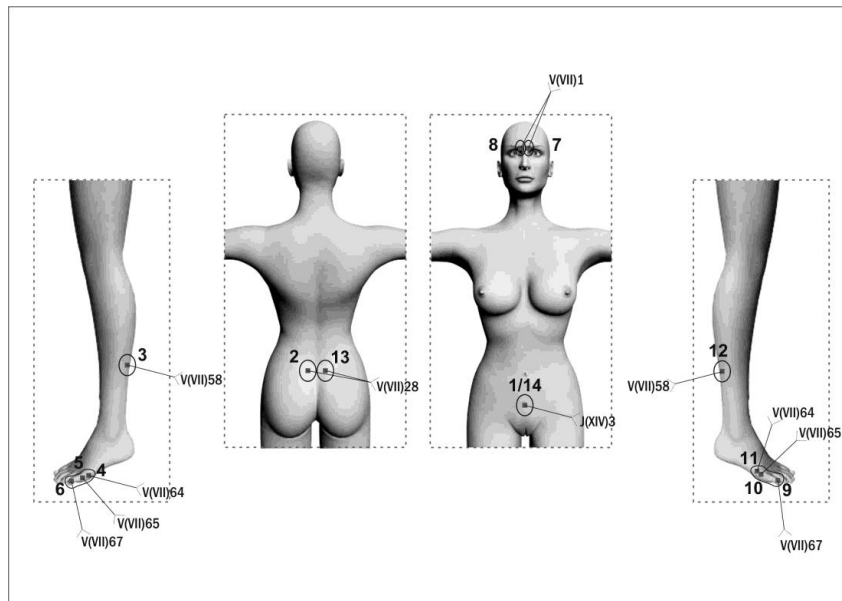 V(VII)1
8
7
3
V(VII)58
2
13
V(VII)28
1/14
J(XIV)3
12
V(VII)58
V(VII)64
V(VII)65
11
10
9
V(VII)67
5
4
6
V(VII)64
V(VII)65
V(VII)67